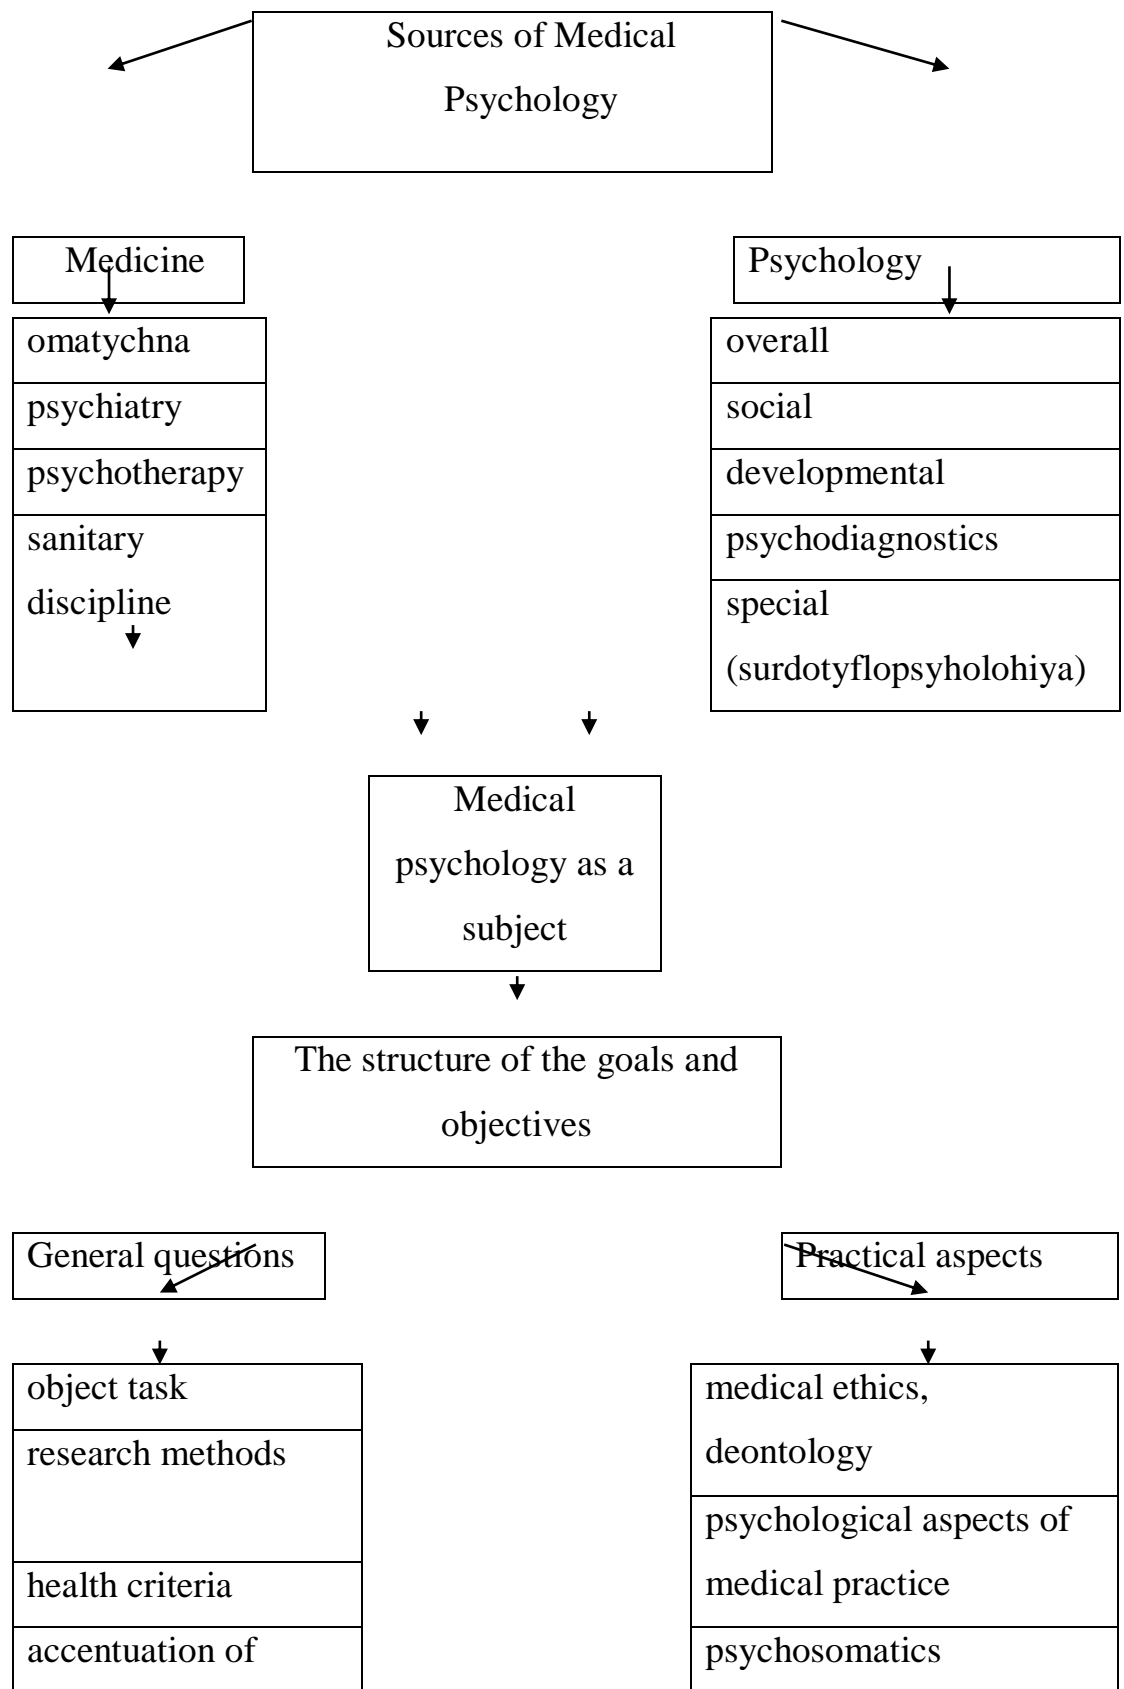 Sources of Medical
Psychology
Medicine
Psychology
omatychna
psychiatry
psychotherapy
sanitary
discipline
overall
social
developmental
psychodiagnostics
special
(surdotyflopsyholohiya)
Medical
psychology as a
subject
The structure of the goals and
objectives
General questions
Practical aspects
object task
research methods
health criteria
accentuation of
medical ethics,
deontology
psychological aspects of
medical practice
psychosomatics